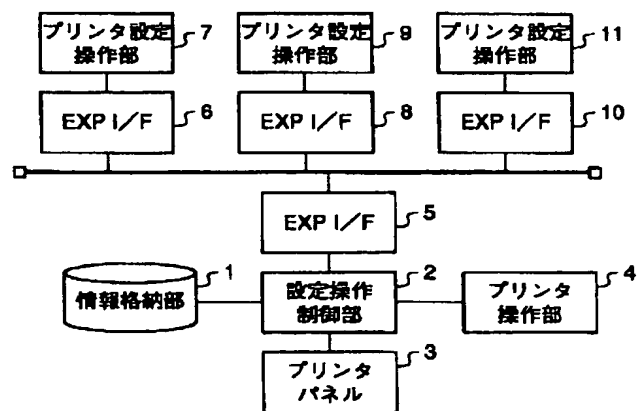 プリンタ設定
操作部
7
プリンタ設定
操作部
9
プリンタ設定
操作部
11
EXP I/F
6
EXP I/F
8
EXP I/F
10
EXP I/F
5
情報格納部
1
設定操作
制御部
2
プリンタ
操作部
4
プリンタ
パネル
3